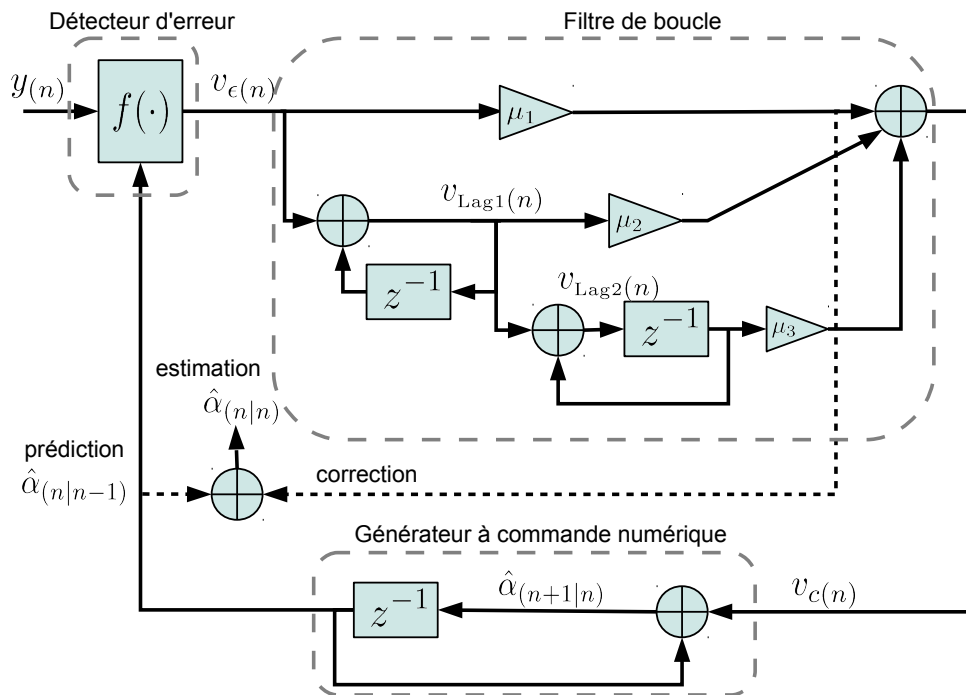 Détecteur d'erreur
Filtre de boucle
y(n)
f(·)
vϵ(n)
μ1
vLag1(n)
μ2
z−1
vLag2(n)
z−1
μ3
estimation
α̂(n|n)
prédiction
α̂(n|n−1)
correction
Générateur à commande numérique
z−1
α̂(n+1|n)
vc(n)